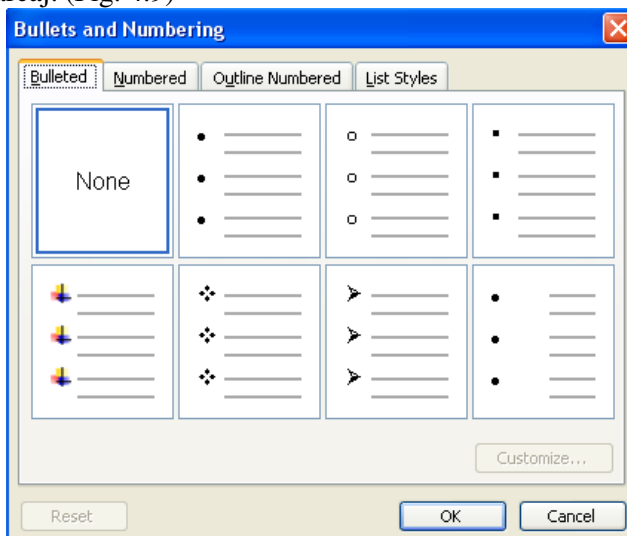 Bullets and Numbering
Bulleted Numbered Outline Numbered List Styles
None
Customize...
Reset OK Cancel